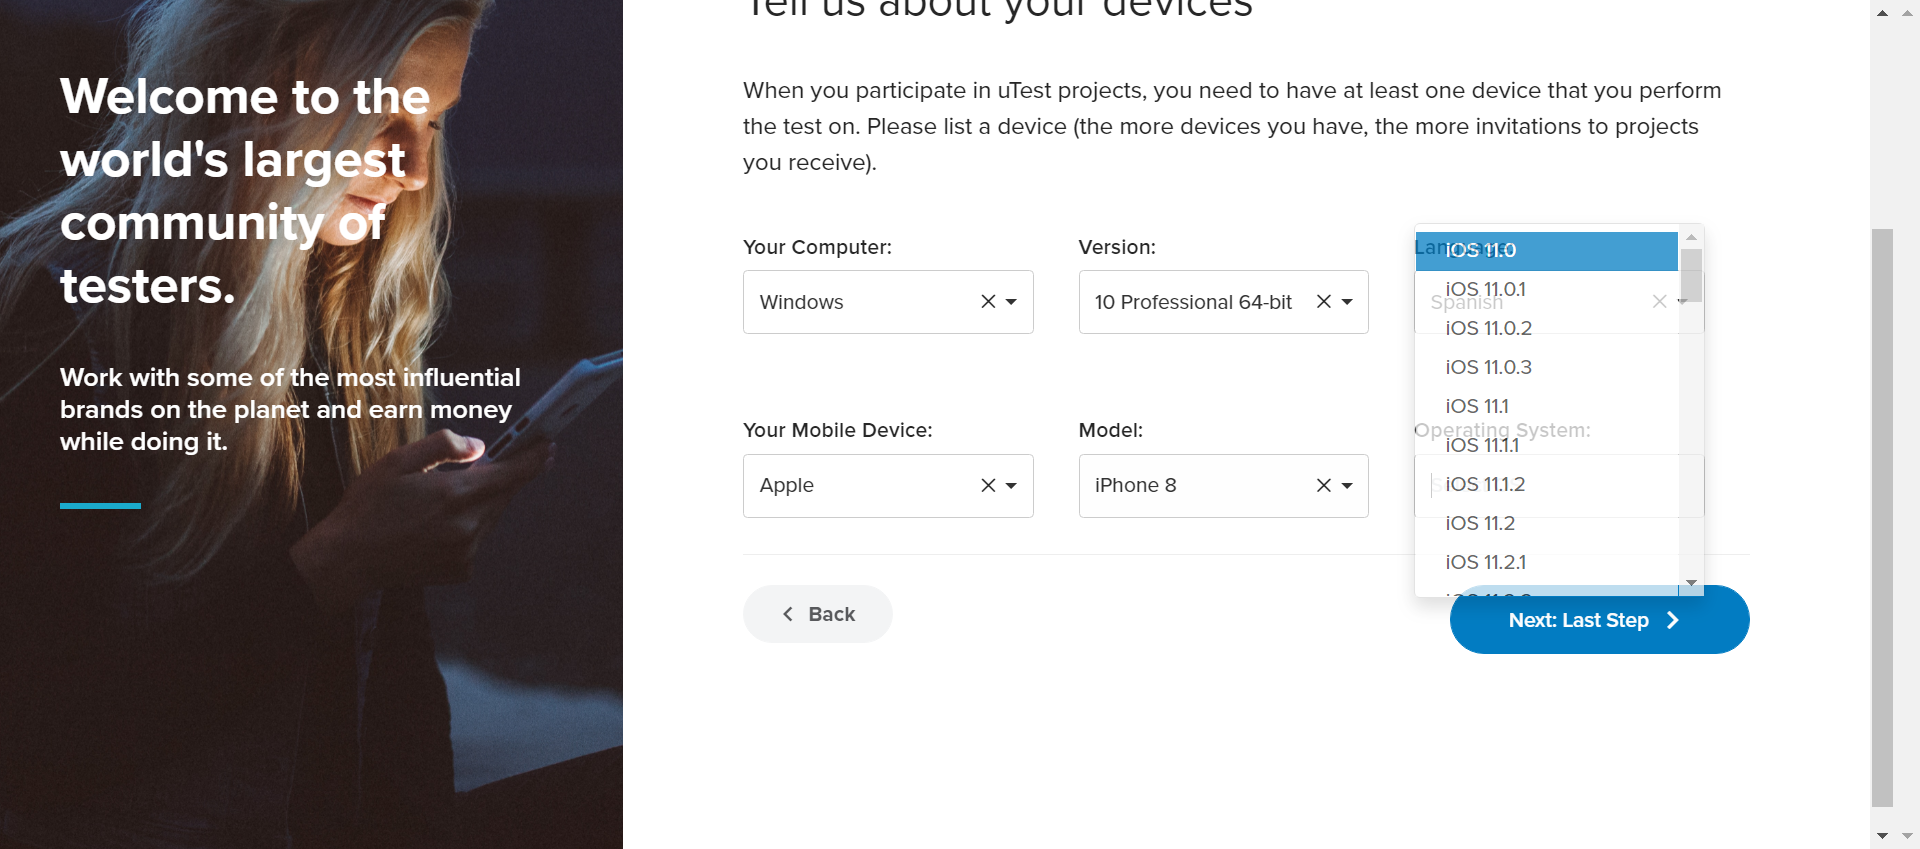 Welcome to the
world's largest
community of
testers.
Work with some of the most influential
brands on the planet and earn money
while doing it.
Tell us about your devices
When you participate in uTest projects, you need to have at least one device that you perform
the test on. Please list a device (the more devices you have, the more invitations to projects
you receive).
Your Computer:
Windows
Version:
10 Professional 64-bit
Spanish
Your Mobile Device:
Apple
Model:
iPhone 8
Operating System:
iOS 11.0
iOS 11.0.1
iOS 11.0.2
iOS 11.0.3
iOS 11.1
iOS 11.1.1
iOS 11.1.2
iOS 11.2
iOS 11.2.1
Back
Next: Last Step